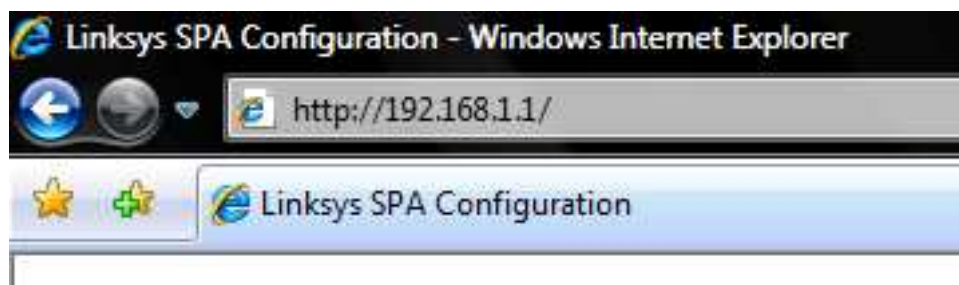 Linksys SPA Configuration - Windows Internet Explorer
http://192.168.1.1/
Linksys SPA Configuration